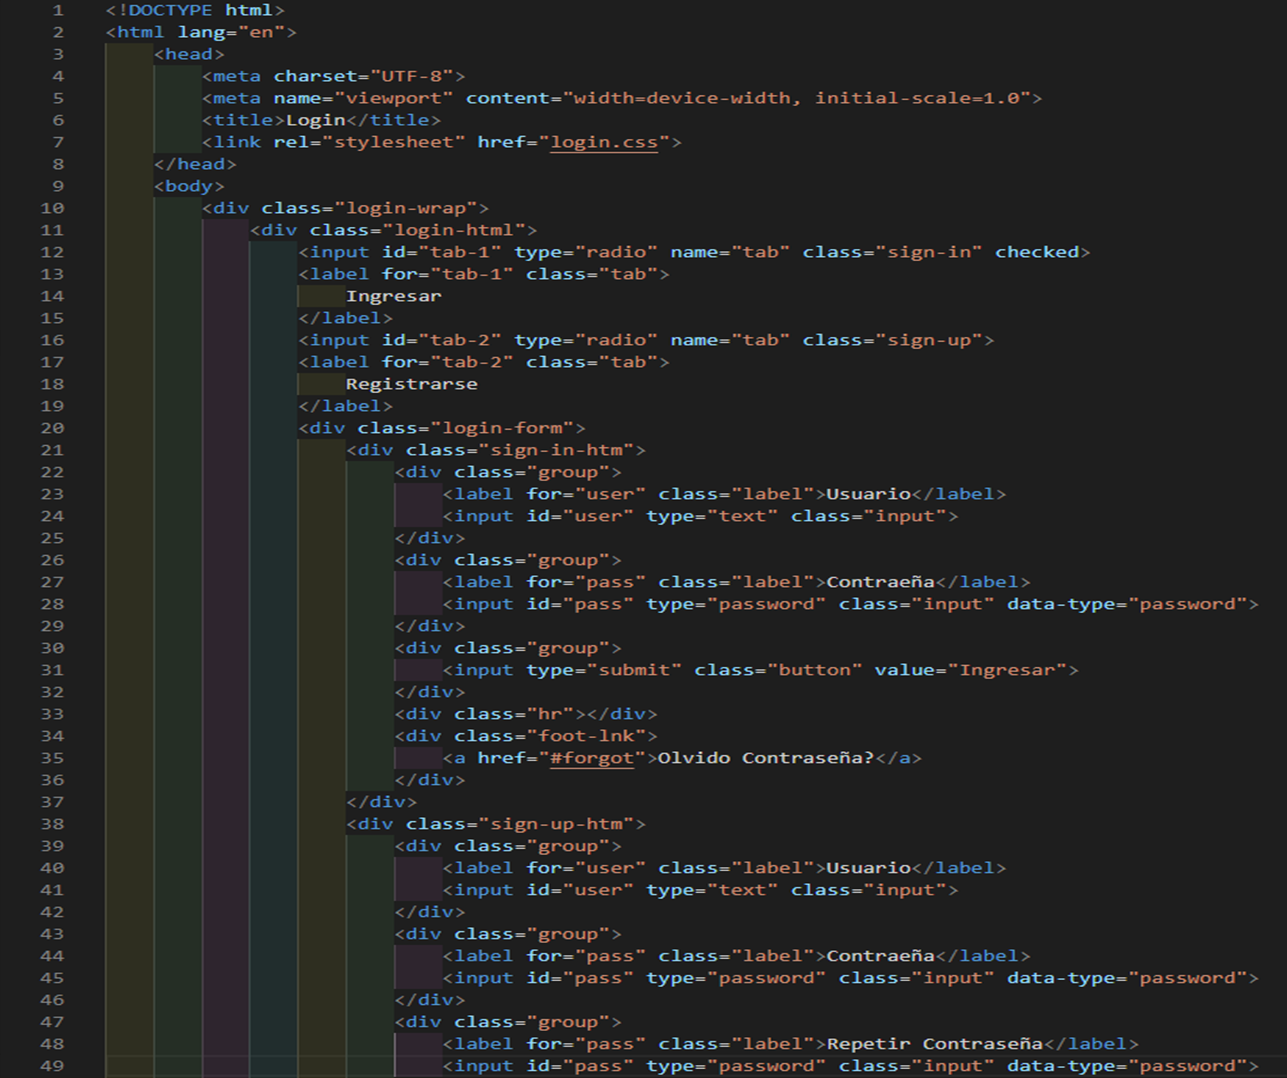 1 <!DOCTYPE html>
2 <html lang="en">
3 <head>
4 <meta charset="UTF-8">
5 <meta name="viewport" content="width=device-width, initial-scale=1.0">
6 <title>Login</title>
7 <link rel="stylesheet" href="login.css">
8 </head>
9 <body>
10 <div class="login-wrap">
11 <div class="login-html">
12 <input id="tab-1" type="radio" name="tab" class="sign-in" checked>
13 <label for="tab-1" class="tab">
14 Ingresar
15 </label>
16 <input id="tab-2" type="radio" name="tab" class="sign-up">
17 <label for="tab-2" class="tab">
18 Registrarse
19 </label>
20 <div class="login-form">
21 <div class="sign-in-htm">
22 <div class="group">
23 <label for="user" class="label">Usuario</label>
24 <input id="user" type="text" class="input">
25 </div>
26 <div class="group">
27 <label for="pass" class="label">Contraeña</label>
28 <input id="pass" type="password" class="input" data-type="password">
29 </div>
30 <div class="group">
31 <input type="submit" class="button" value="Ingresar">
32 </div>
33 <div class="hr"></div>
34 <div class="foot-lnk">
35 <a href="#forgot">Olvido Contraseña?</a>
36 </div>
37 </div>
38 <div class="sign-up-htm">
39 <div class="group">
40 <label for="user" class="label">Usuario</label>
41 <input id="user" type="text" class="input">
42 </div>
43 <div class="group">
44 <label for="pass" class="label">Contraeña</label>
45 <input id="pass" type="password" class="input" data-type="password">
46 </div>
47 <div class="group">
48 <label for="pass" class="label">Repetir Contraseña</label>
49 <input id="pass" type="password" class="input" data-type="password">